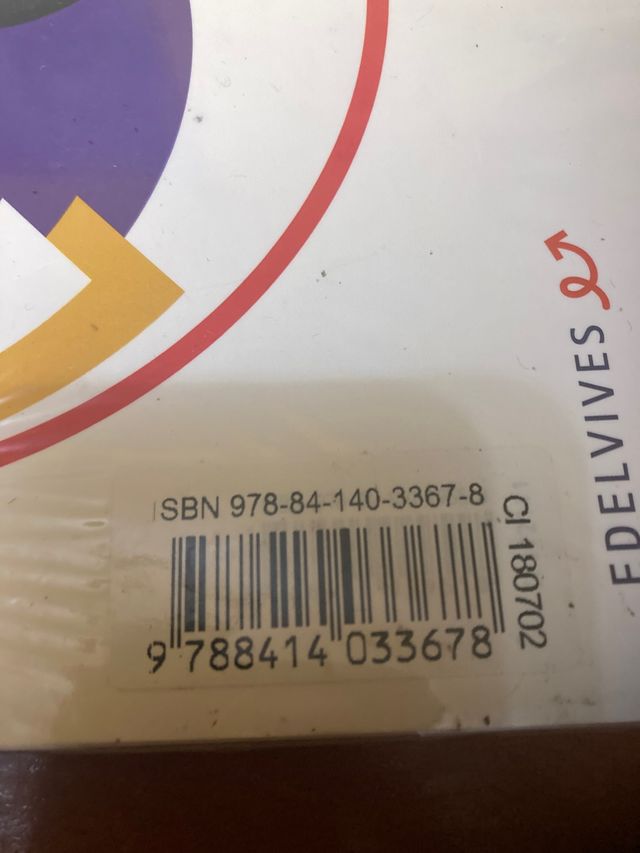 EDELVIVES
ISBN 978-84-140-3367-8
CI 180702
9 788414 033678